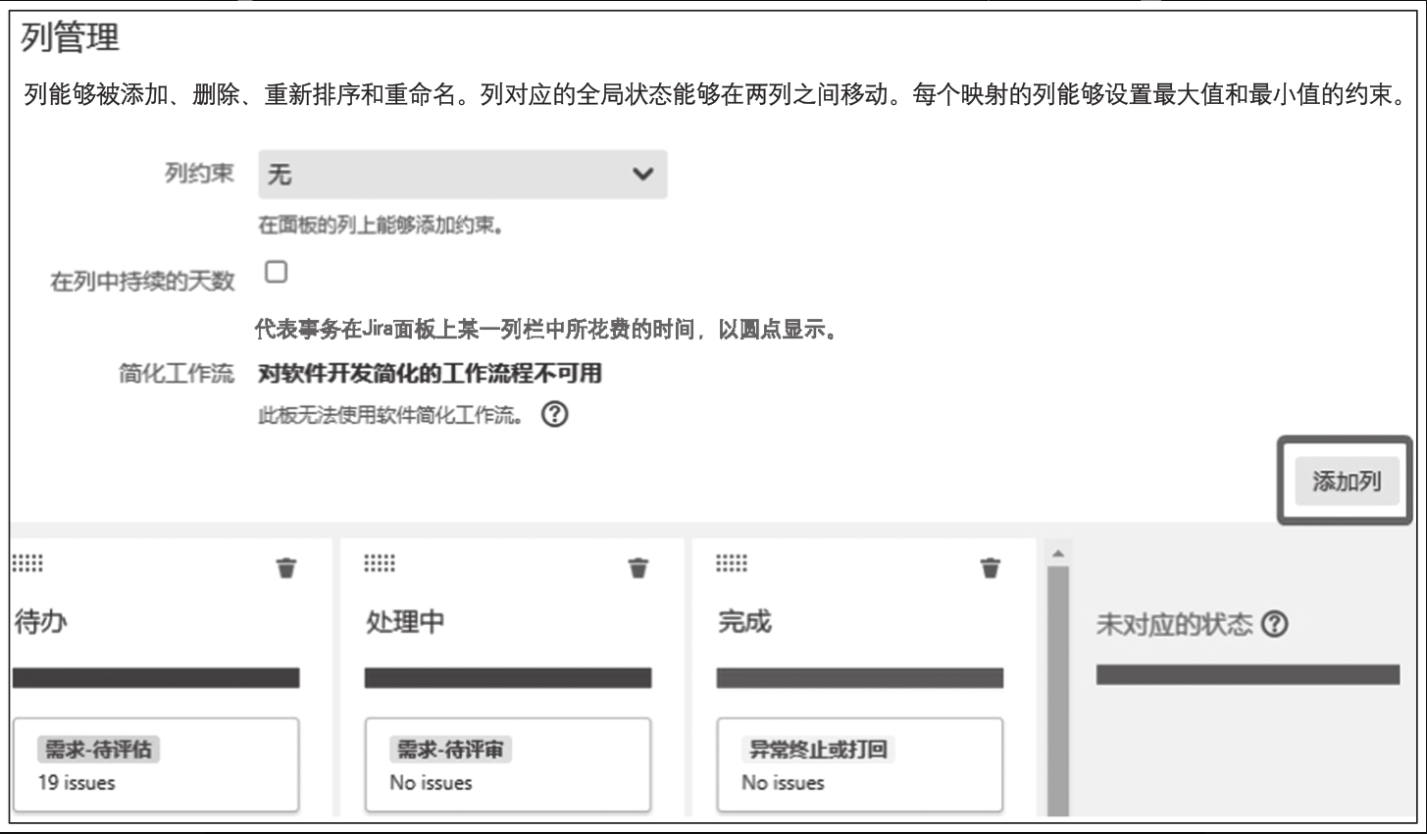 列管理
列能够被添加、删除、重新排序和重命名。列对应的全局状态能够在两列之间移动。每个映射的列能够设置最大值和最小值的约束。
列约束 无
在面板的列上能够添加约束。
在列中持续的天数
代表事务在Jira面板上某一列栏中所花费的时间，以圆点显示。
简化工作流 对软件开发简化的工作流程不可用
此板无法使用软件简化工作流。 ?
添加列
待办 处理中 完成 未对应的状态 ?
需求-待评估 需求-待评审 异常终止或打回
19 issues No issues No issues